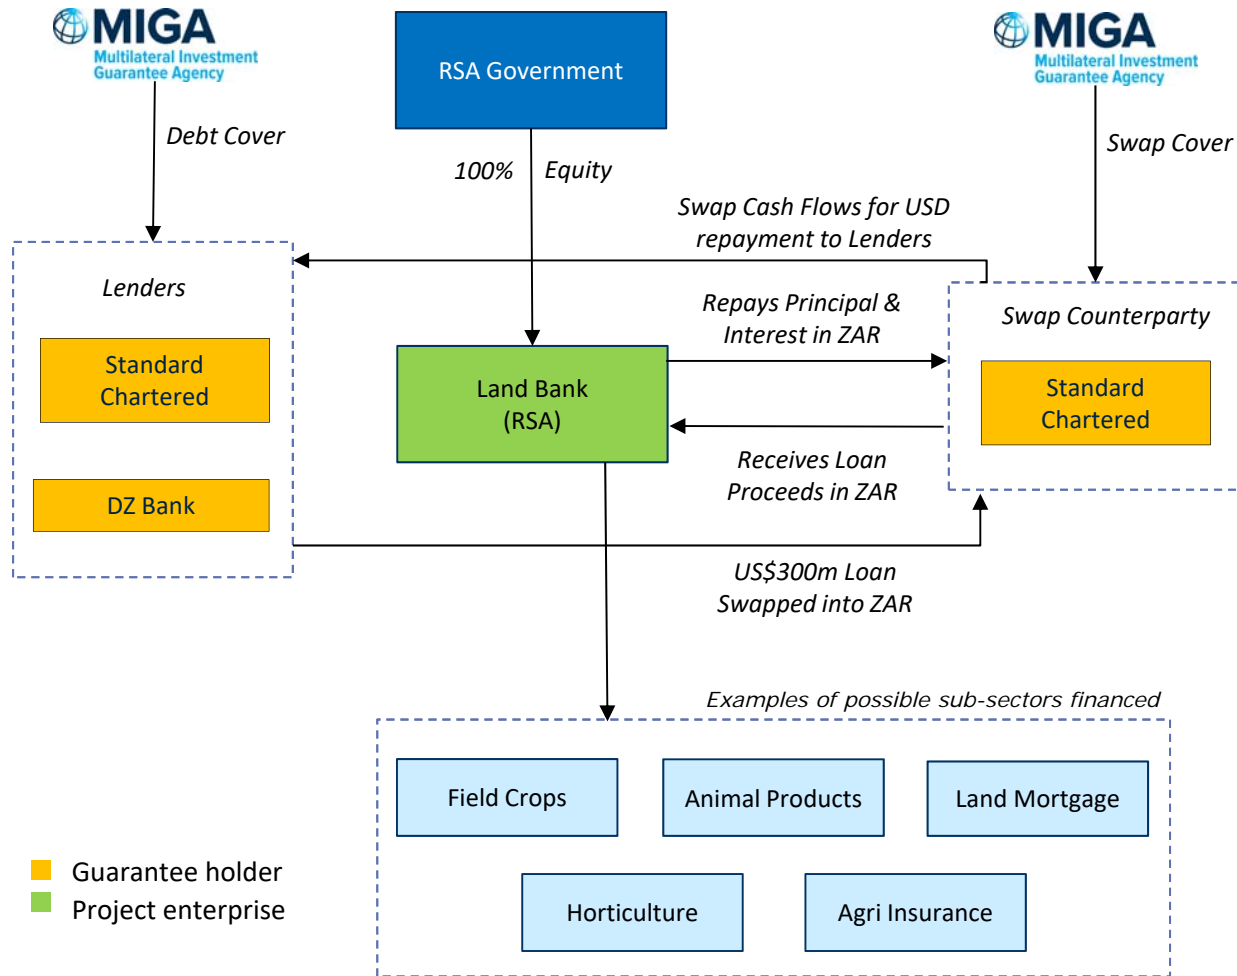 MIGA
Multilateral Investment
Guarantee Agency
RSA Government
MIGA
Multilateral Investment
Guarantee Agency
Debt Cover
100%
Equity
Swap Cover
Swap Cash Flows for USD
repayment to Lenders
Lenders
Standard
Chartered
DZ Bank
Land Bank
(RSA)
Repays Principal &
Interest in ZAR
Receives Loan
Proceeds in ZAR
Swap Counterparty
Standard
Chartered
US$300m Loan
Swapped into ZAR
Examples of possible sub-sectors financed
Field Crops
Animal Products
Land Mortgage
Horticulture
Agri Insurance
Guarantee holder
Project enterprise